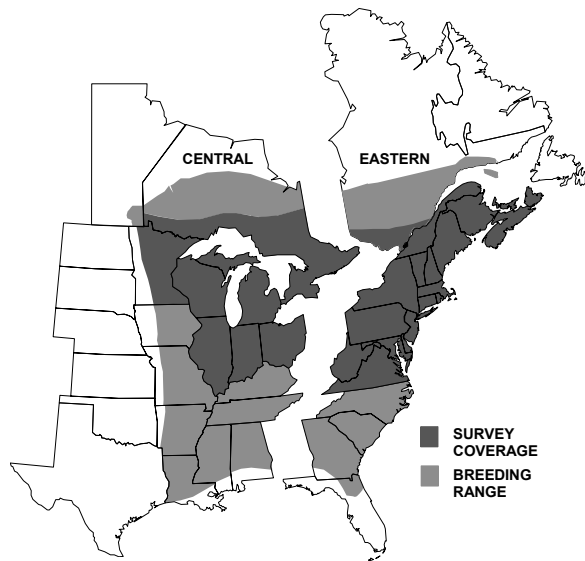 CENTRAL
EASTERN
SURVEY
COVERAGE
BREEDING
RANGE